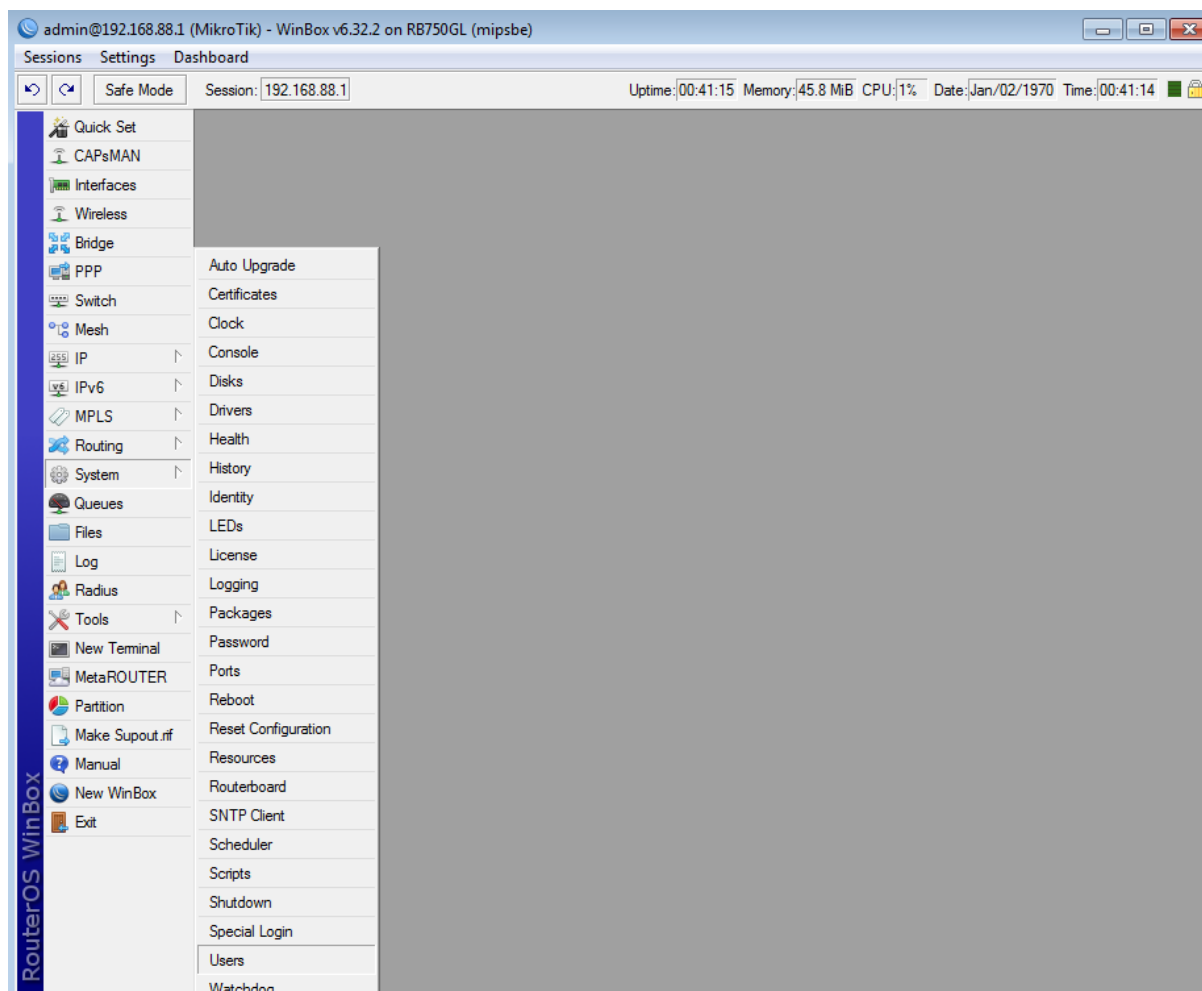 admin@192.168.88.1 (MikroTik) - WinBox v6.32.2 on RB750GL (mipsbe)
Sessions Settings Dashboard
Safe Mode Session: 192.168.88.1 Uptime: 00:41:15 Memory: 45.8 MiB CPU: 1% Date: Jan/02/1970 Time: 00:41:14
Quick Set
CAPsMAN
Interfaces
Wireless
Bridge
PPP
Switch
Mesh
255 IP
v6 IPv6
MPLS
Routing
System
Queues
Files
Log
Radius
Tools
New Terminal
MetaROUTER
Partition
Make Supout.rif
Manual
New WinBox
Exit
Auto Upgrade
Certificates
Clock
Console
Disks
Drivers
Health
History
Identity
LEDs
License
Logging
Packages
Password
Ports
Reboot
Reset Configuration
Resources
Routerboard
SNTP Client
Scheduler
Scripts
Shutdown
Special Login
Users
Watchdog
RouterOS WinBox